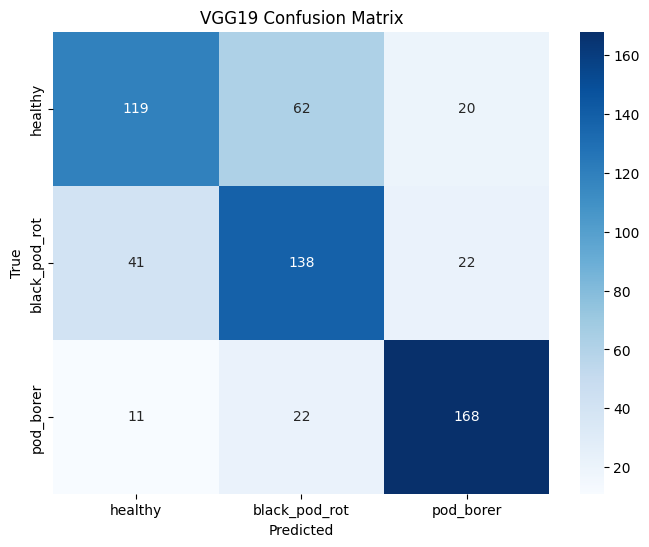 VGG19 Confusion Matrix
True
healthy
119 62 20
black_pod_rot
41 138 22
pod_borer
11 22 168
healthy black_pod_rot pod_borer
Predicted
160
140
120
100
80
60
40
20